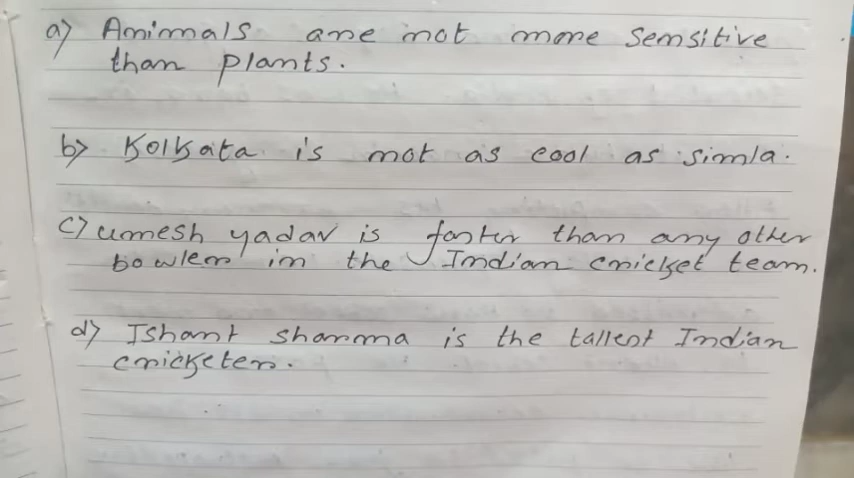 a) Animals are not more Sensitive
than plants.
b) Kolkata is not as cool as simla.
c) umesh yadav is faster than any other
bowler in the Indian cricket team.
d) Ishant sharma is the tallest Indian
cricketer.